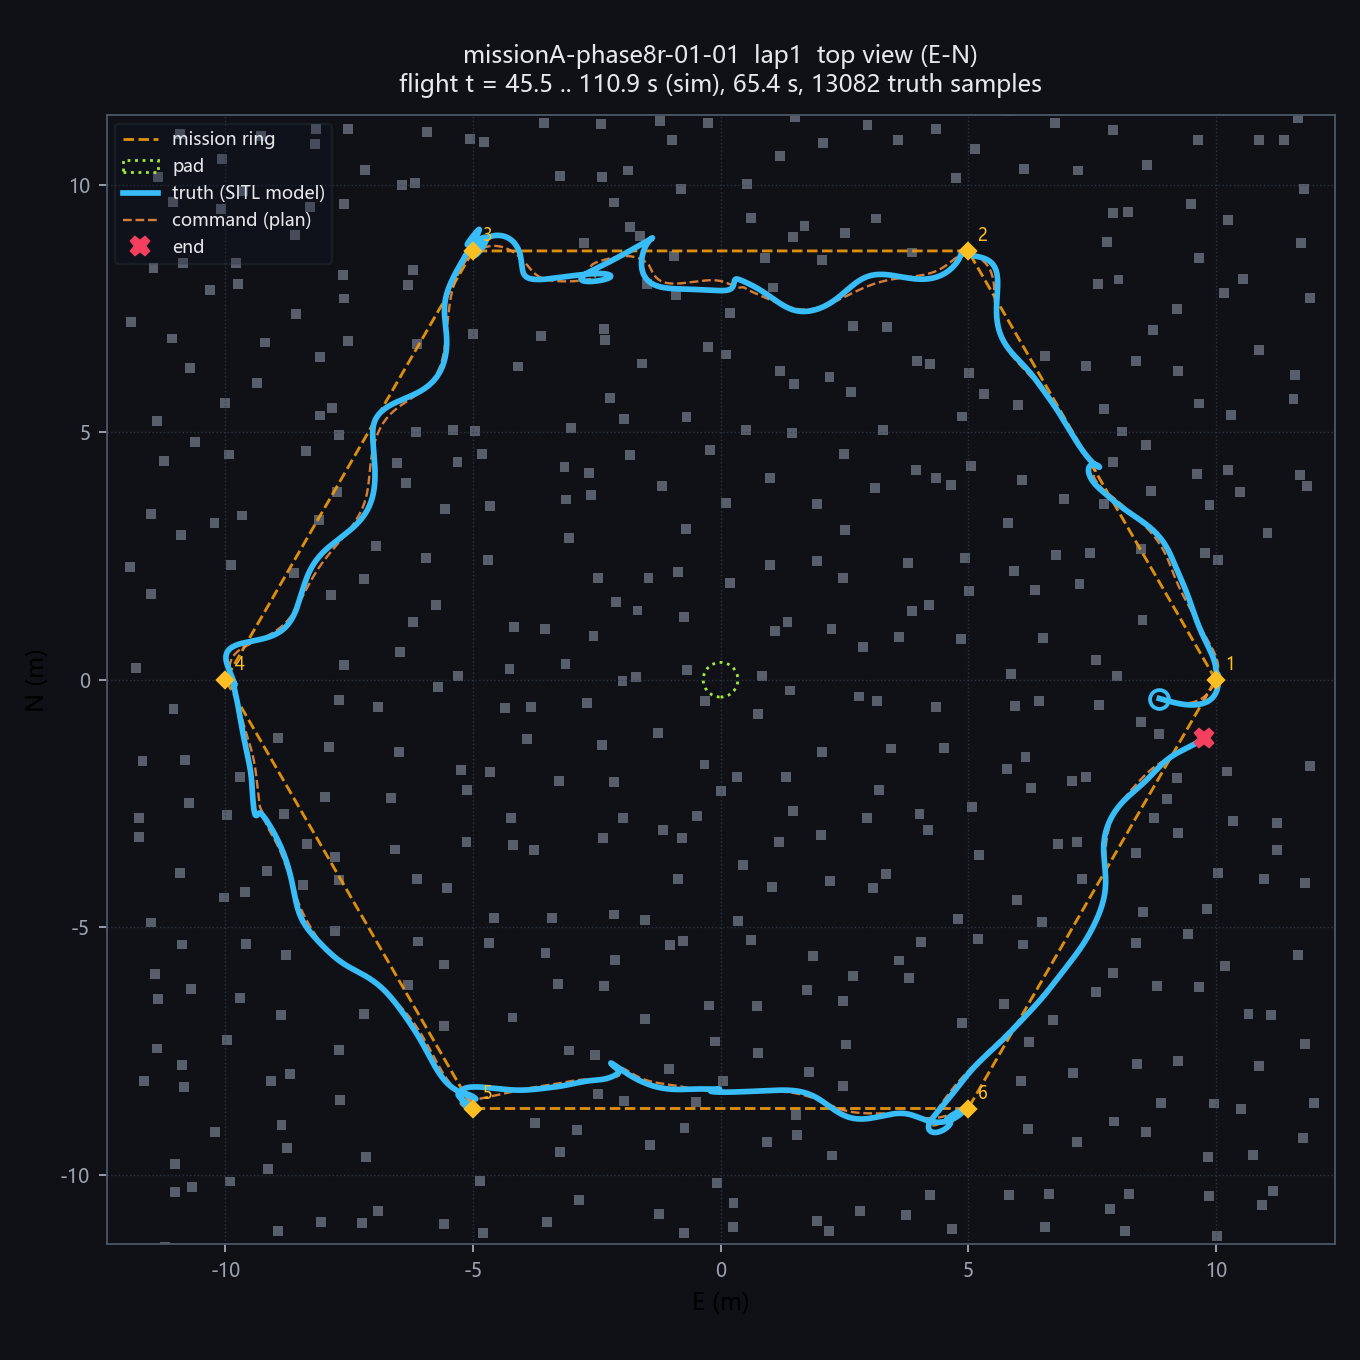 missionA-phase8r-01-01 lap1 top view (E-N)
flight t = 45.5 .. 110.9 s (sim), 65.4 s, 13082 truth samples
mission ring
pad
truth (SITL model)
command (plan)
end
3
2
4
1
5
6
10
5
0
-5
-10
N (m)
-10
-5
0
5
10
E (m)